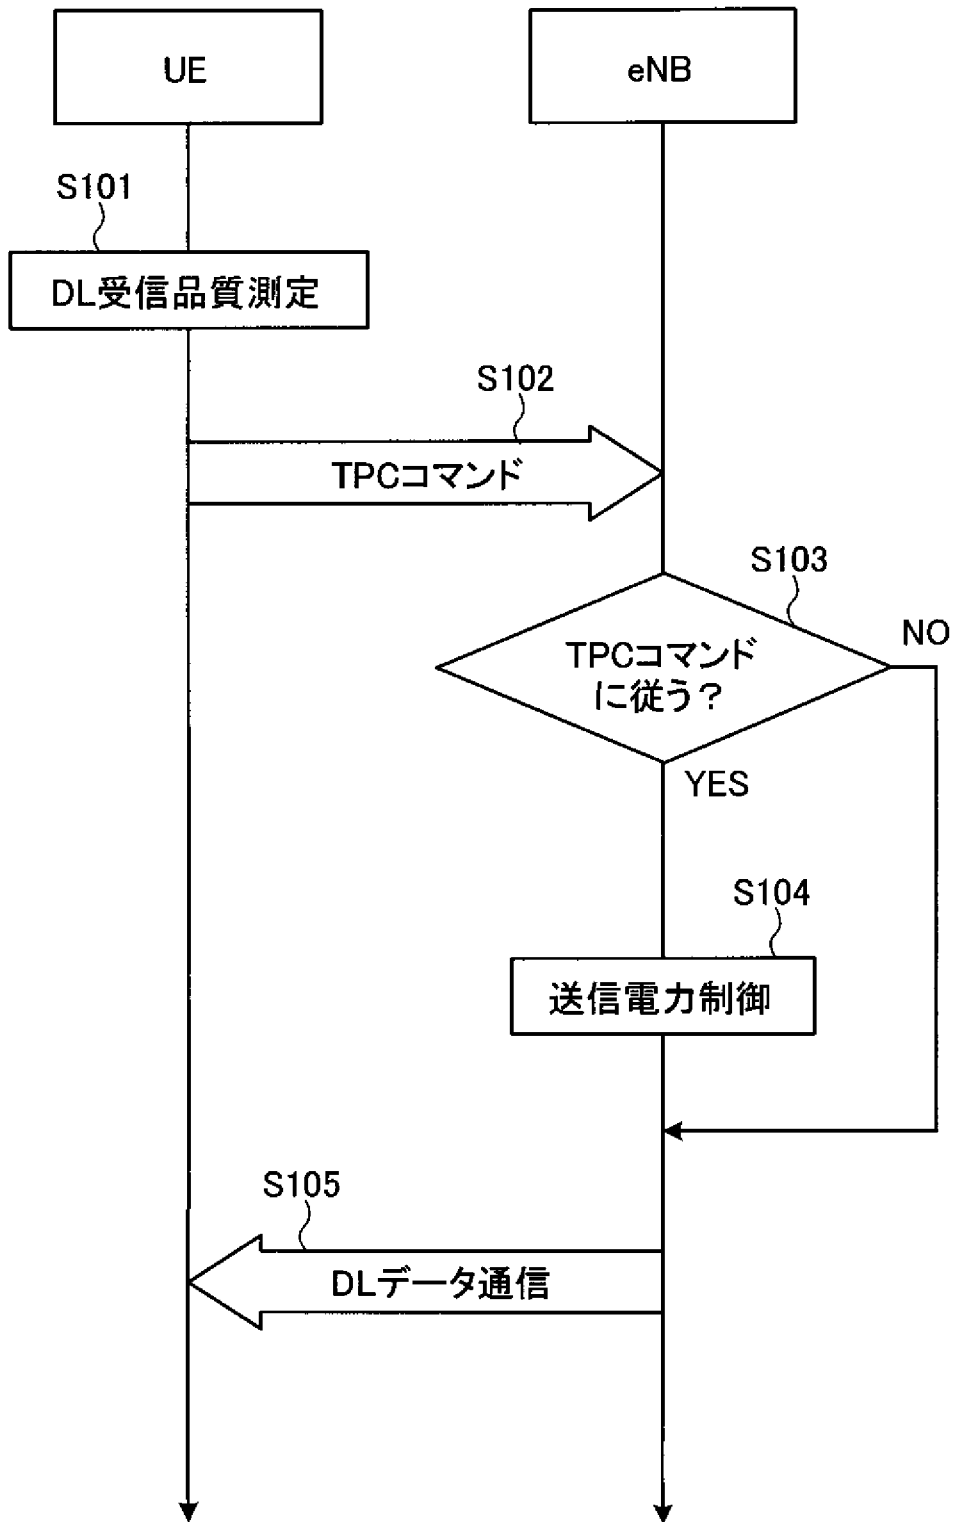 UE
eNB
S101
DL受信品質測定
S102
TPCコマンド
S103
NO
TPCコマンド
に従う？
YES
S104
送信電力制御
S105
DLデータ通信